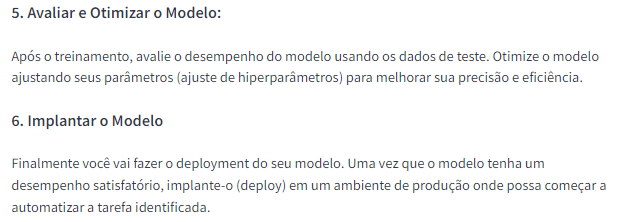 5. Avaliar e Otimizar o Modelo:
Após o treinamento, avalie o desempenho do modelo usando os dados de teste. Otimize o modelo
ajustando seus parâmetros (ajuste de hiperparâmetros) para melhorar sua precisão e eficiência.
6. Implantar o Modelo
Finalmente você vai fazer o deployment do seu modelo. Uma vez que o modelo tenha um
desempenho satisfatório, implante-o (deploy) em um ambiente de produção onde possa começar a
automatizar a tarefa identificada.